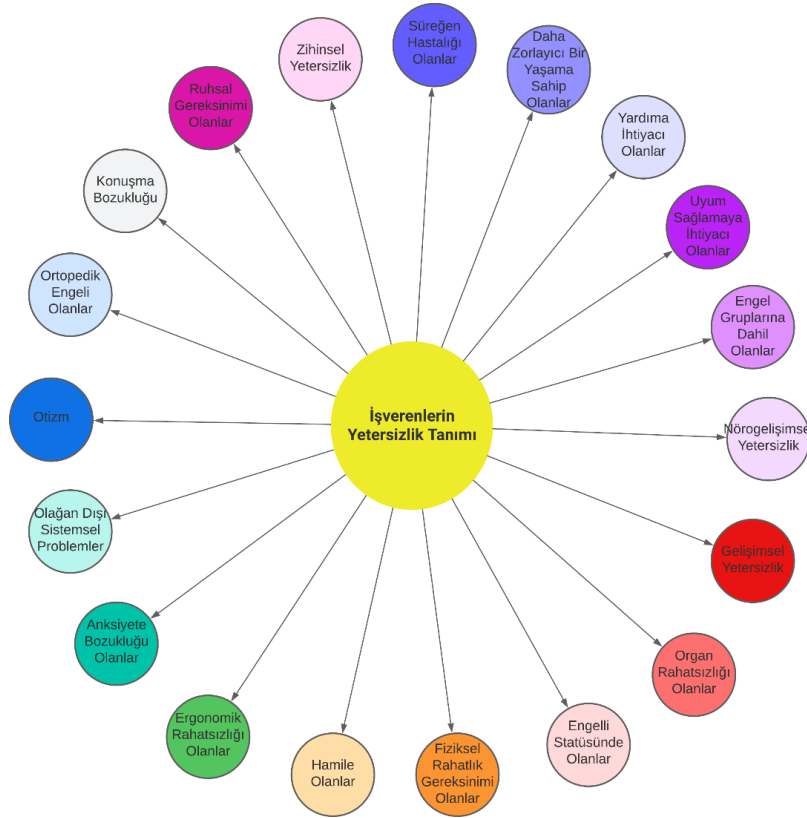 Süreğen
Hastalığı
Olanlar
Daha
Zorlayıcı Bir
Yaşama
Sahip
Olanlar
Yardıma
İhtiyacı
Olanlar
Uyum
Sağlamaya
İhtiyacı
Olanlar
Engel
Gruplarına
Dahil
Olanlar
Nörogelişimsel
Yetersizlik
Gelişimsel
Yetersizlik
Organ
Rahatsızlığı
Olanlar
Engelli
Statüsünde
Olanlar
Fiziksel
Rahatlık
Gereksinimi
Olanlar
Hamile
Olanlar
Ergonomik
Rahatsızlığı
Olanlar
Anksiyete
Bozukluğu
Olanlar
Olağan Dışı
Sistemsel
Problemler
Otizm
Ortopedik
Engeli
Olanlar
Konuşma
Bozukluğu
Ruhsal
Gereksinimi
Olanlar
Zihinsel
Yetersizlik
İşverenlerin
Yetersizlik Tanımı